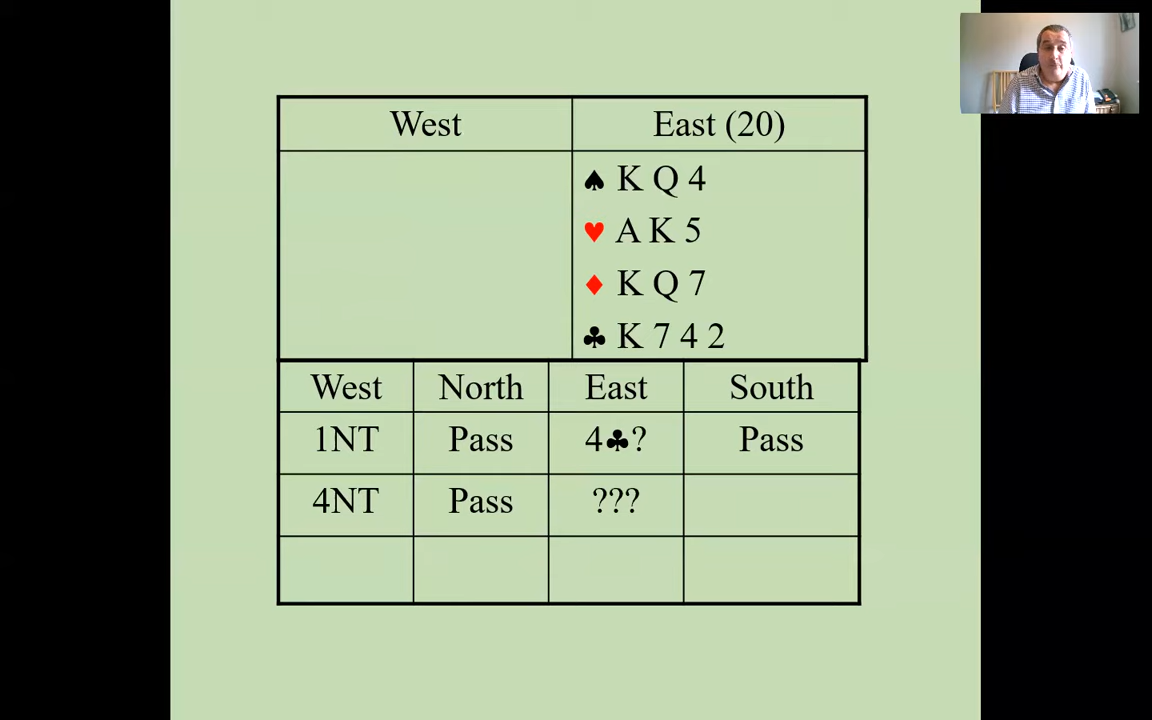 West East (20)
♠ K Q 4
♥ A K 5
♦ K Q 7
♣ K 7 4 2
West North East South
1NT Pass 4♣? Pass
4NT Pass ???